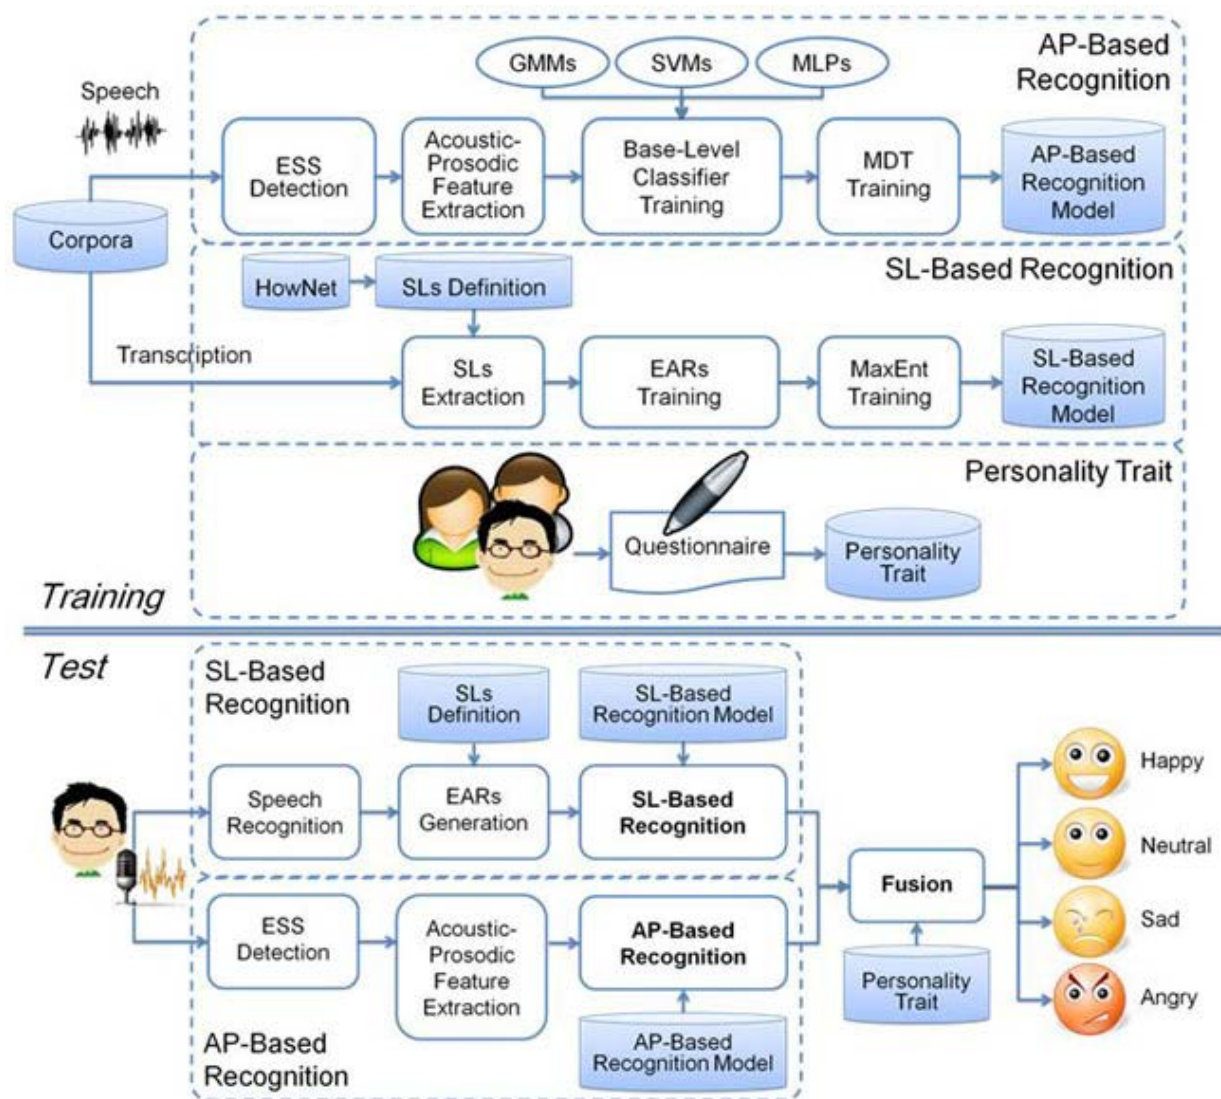 GMMs
SVMs
MLPs
AP-Based
Recognition
Speech
ESS
Detection
Acoustic-
Prosodic
Feature
Extraction
Base-Level
Classifier
Training
MDT
Training
AP-Based
Recognition
Model
Corpora
SL-Based Recognition
HowNet
SLs Definition
Transcription
SLs
Extraction
EARs
Training
MaxEnt
Training
SL-Based
Recognition
Model
Personality Trait
Questionnaire
Personality
Trait
Training
Test
SL-Based
Recognition
SLs
Definition
SL-Based
Recognition Model
Speech
Recognition
EARs
Generation
SL-Based
Recognition
Happy
Neutral
Fusion
Sad
Angry
Personality
Trait
ESS
Detection
Acoustic-
Prosodic
Feature
Extraction
AP-Based
Recognition
AP-Based
Recognition Model
AP-Based
Recognition